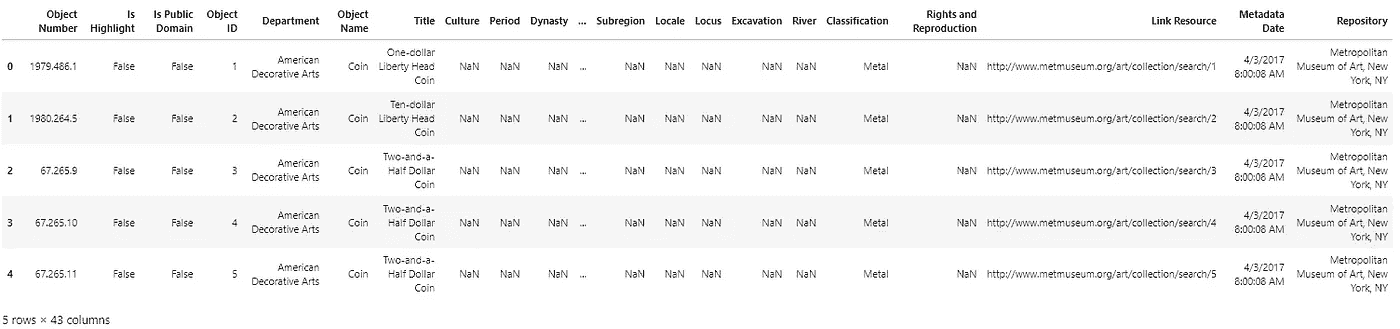 Object Number Is Highlight Is Public Domain Object ID Department Object Name Title Culture Period Dynasty ... Subregion Locale Locus Excavation River Classification Rights and Reproduction Link Resource Metadata Date Repository
0 1979.486.1 False False 1 American Decorative Arts Coin One-dollar Liberty Head Coin NaN NaN NaN ... NaN NaN NaN NaN NaN Metal NaN http://www.metmuseum.org/art/collection/search/1 4/3/2017 8:00:08 AM Metropolitan Museum of Art, New York, NY
1 1980.264.5 False False 2 American Decorative Arts Coin Ten-dollar Liberty Head Coin NaN NaN NaN ... NaN NaN NaN NaN NaN Metal NaN http://www.metmuseum.org/art/collection/search/2 4/3/2017 8:00:08 AM Metropolitan Museum of Art, New York, NY
2 67.265.9 False False 3 American Decorative Arts Coin Two-and-a-Half Dollar Coin NaN NaN NaN ... NaN NaN NaN NaN NaN Metal NaN http://www.metmuseum.org/art/collection/search/3 4/3/2017 8:00:08 AM Metropolitan Museum of Art, New York, NY
3 67.265.10 False False 4 American Decorative Arts Coin Two-and-a-Half Dollar Coin NaN NaN NaN ... NaN NaN NaN NaN NaN Metal NaN http://www.metmuseum.org/art/collection/search/4 4/3/2017 8:00:08 AM Metropolitan Museum of Art, New York, NY
4 67.265.11 False False 5 American Decorative Arts Coin Two-and-a-Half Dollar Coin NaN NaN NaN ... NaN NaN NaN NaN NaN Metal NaN http://www.metmuseum.org/art/collection/search/5 4/3/2017 8:00:08 AM Metropolitan Museum of Art, New York, NY
5 rows × 43 columns